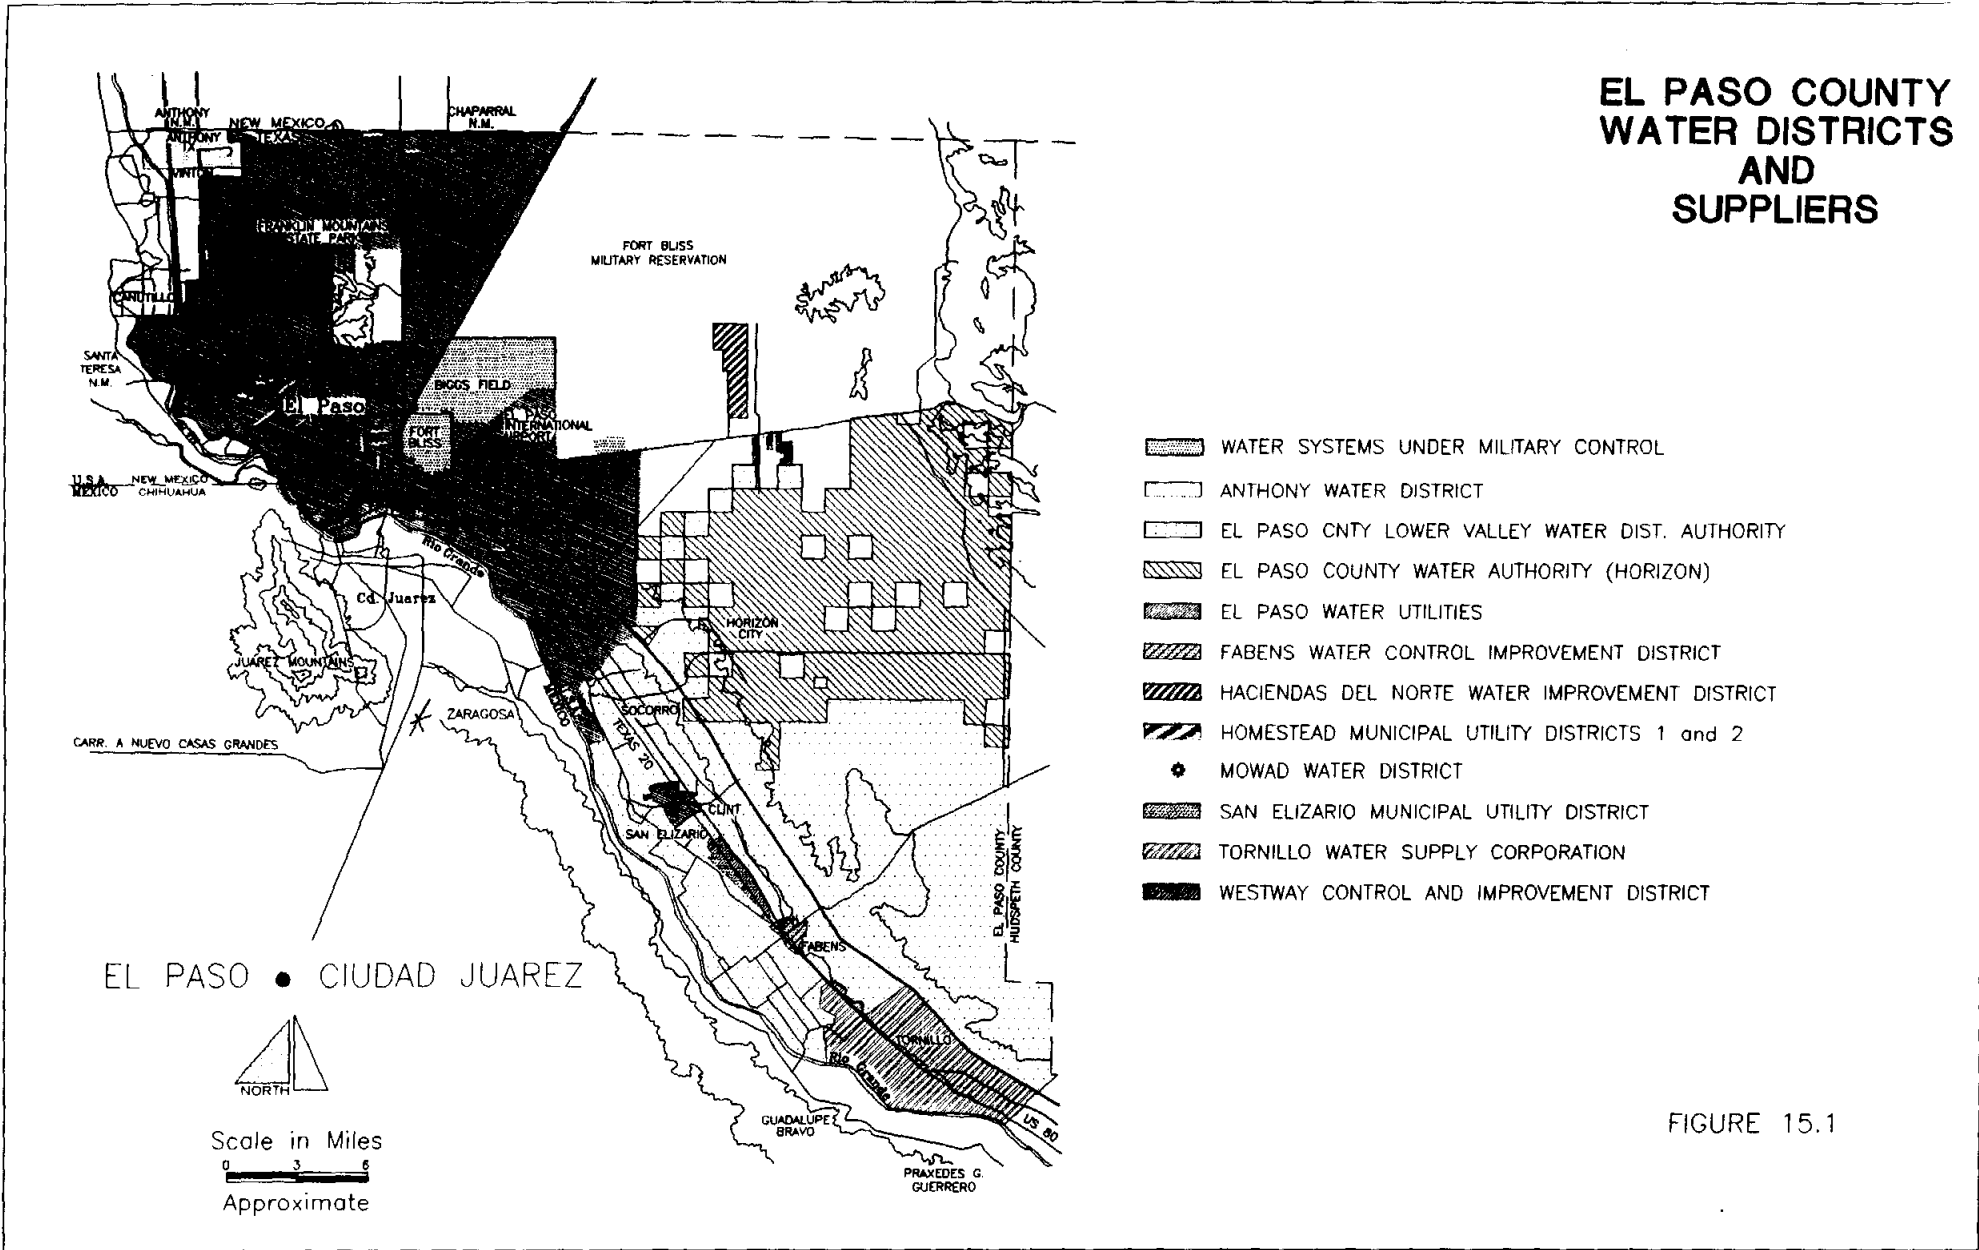 EL PASO COUNTY
WATER DISTRICTS
AND
SUPPLIERS
ANTHONY
N.M.
NEW MEXICO
TEXAS
CHAPARRAL
N.M.
ANTHONY
TX
VINTON
FRANKLIN MOUNTAINS
STATE PARK
FORT BLISS
MILITARY RESERVATION
CANUTILLO
SANTA
TERESA
N.M.
BIGGS FIELD
El Paso
EL PASO
INTERNATIONAL
AIRPORT
FORT
BLISS
U.S.A.
MEXICO
NEW MEXICO
CHIHUAHUA
Rio Grande
Cd. Juarez
HORIZON
CITY
JUAREZ MOUNTAINS
U.S.A.
MEXICO
ZARAGOSA
SOCORRO
TEXAS 20
CARR. A NUEVO CASAS GRANDES
CLINT
SAN ELIZARIO
EL PASO COUNTY
HUDSPETH COUNTY
FABENS
TORNILLO
Rio Grande
US 80
GUADALUPE
BRAVO
PRAXEDES G.
GUERRERO
WATER SYSTEMS UNDER MILITARY CONTROL
ANTHONY WATER DISTRICT
EL PASO CNTY LOWER VALLEY WATER DIST. AUTHORITY
EL PASO COUNTY WATER AUTHORITY (HORIZON)
EL PASO WATER UTILITIES
FABENS WATER CONTROL IMPROVEMENT DISTRICT
HACIENDAS DEL NORTE WATER IMPROVEMENT DISTRICT
HOMESTEAD MUNICIPAL UTILITY DISTRICTS 1 and 2
MOWAD WATER DISTRICT
SAN ELIZARIO MUNICIPAL UTILITY DISTRICT
TORNILLO WATER SUPPLY CORPORATION
WESTWAY CONTROL AND IMPROVEMENT DISTRICT
EL PASO ● CIUDAD JUAREZ
NORTH
Scale in Miles
0 3 6
Approximate
FIGURE 15.1